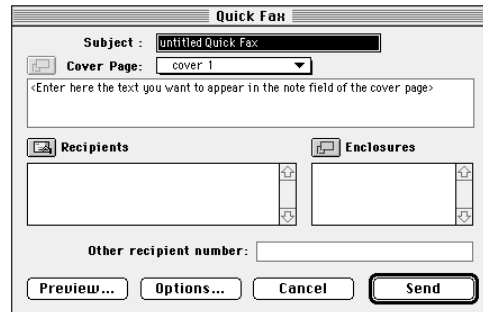 Quick Fax
Subject : untitled Quick Fax
Cover Page: cover 1
<Enter here the text you want to appear in the note field of the cover page>
Recipients Enclosures
Other recipient number:
Preview... Options... Cancel Send